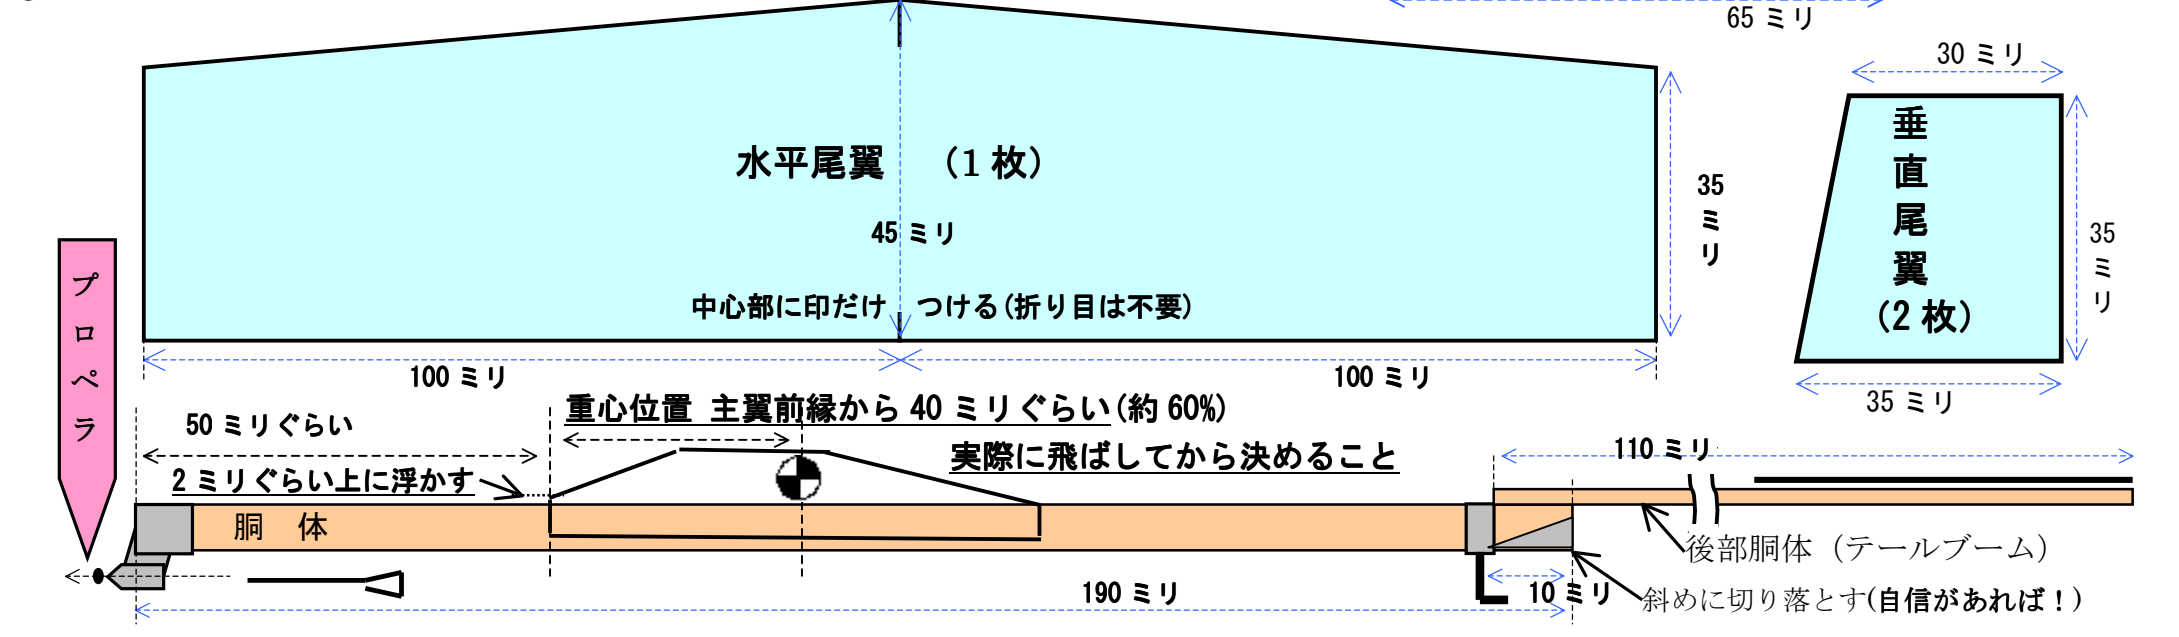 65 ミリ
30 ミリ
水平尾翼 （1 枚）
垂直尾翼
(2 枚)
35 ミリ
35 ミリ
45 ミリ
中心部に印だけ つける(折り目は不要)
プロペラ
100 ミリ
100 ミリ
35 ミリ
重心位置 主翼前縁から 40 ミリぐらい(約 60%)
50 ミリぐらい
実際に飛ばしてから決めること
110 ミリ
2 ミリぐらい上に浮かす
胴 体
後部胴体（テールブーム）
190 ミリ
10 ミリ
斜めに切り落とす(自信があれば！)